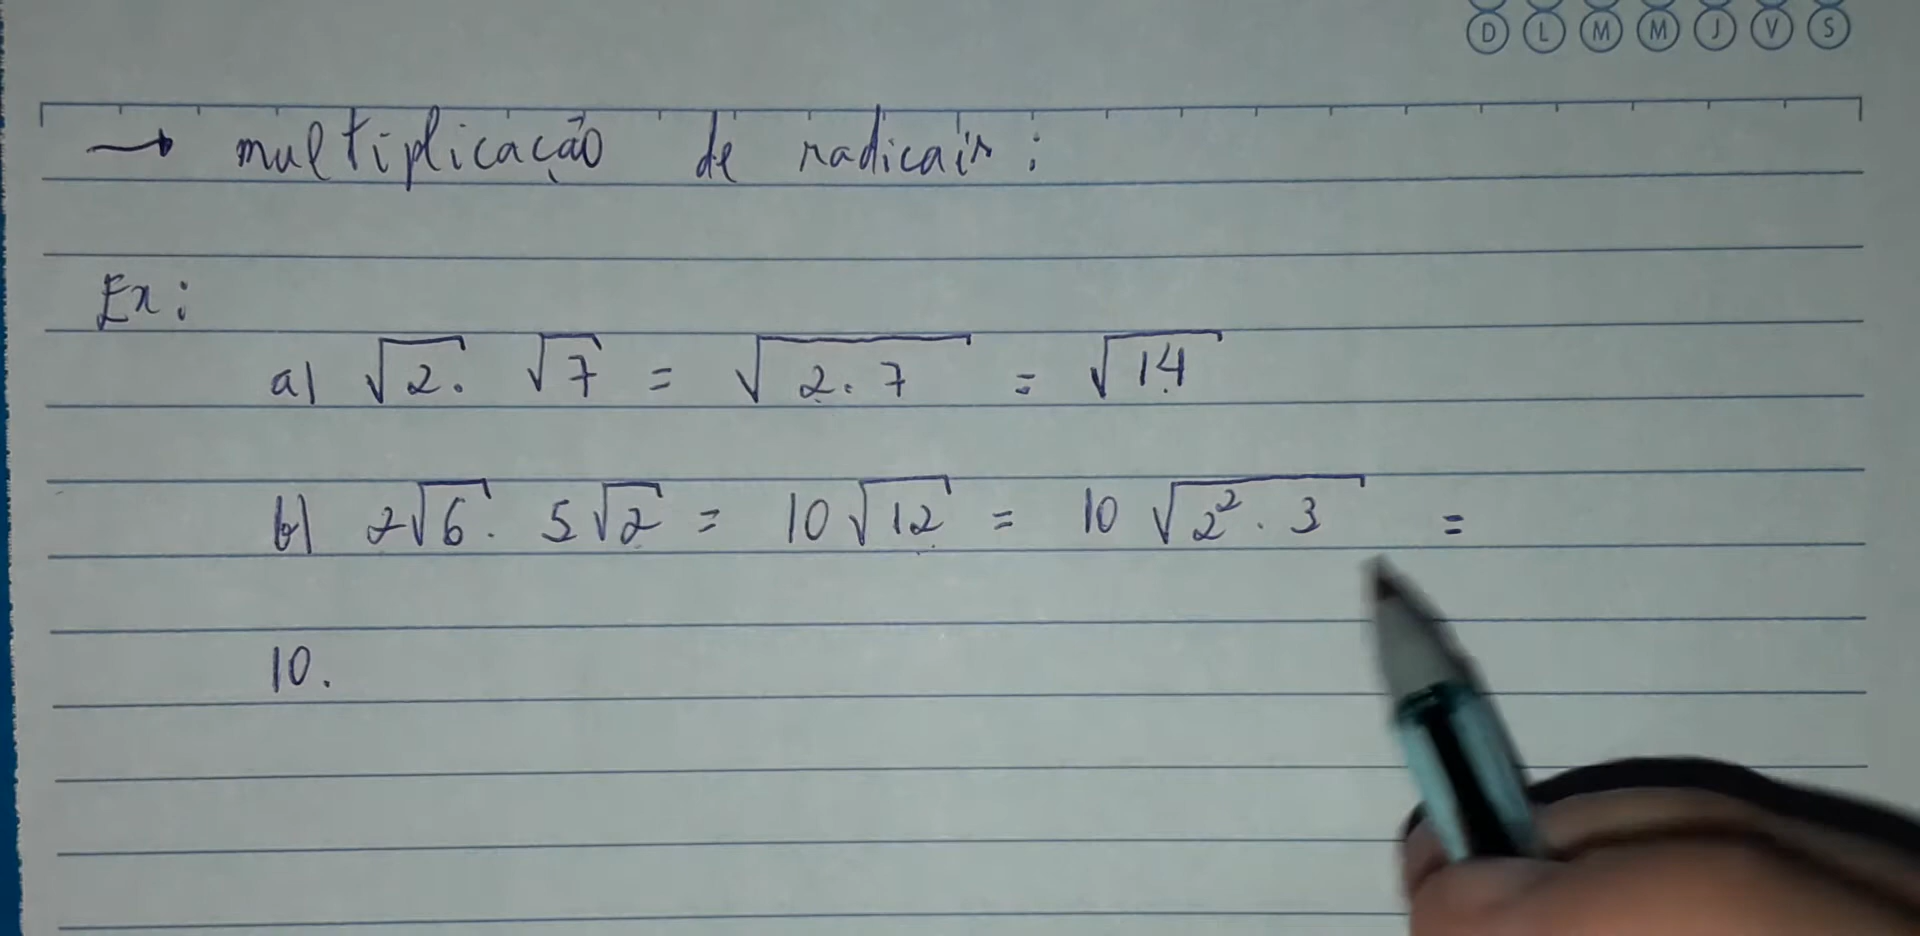 D L M M J V S
→ multiplicação de radicais:
Ex:
a) √2 . √7 = √2 . 7 = √14
b) 2√6 . 5√2 = 10√12 = 10 √2² . 3 =
10.